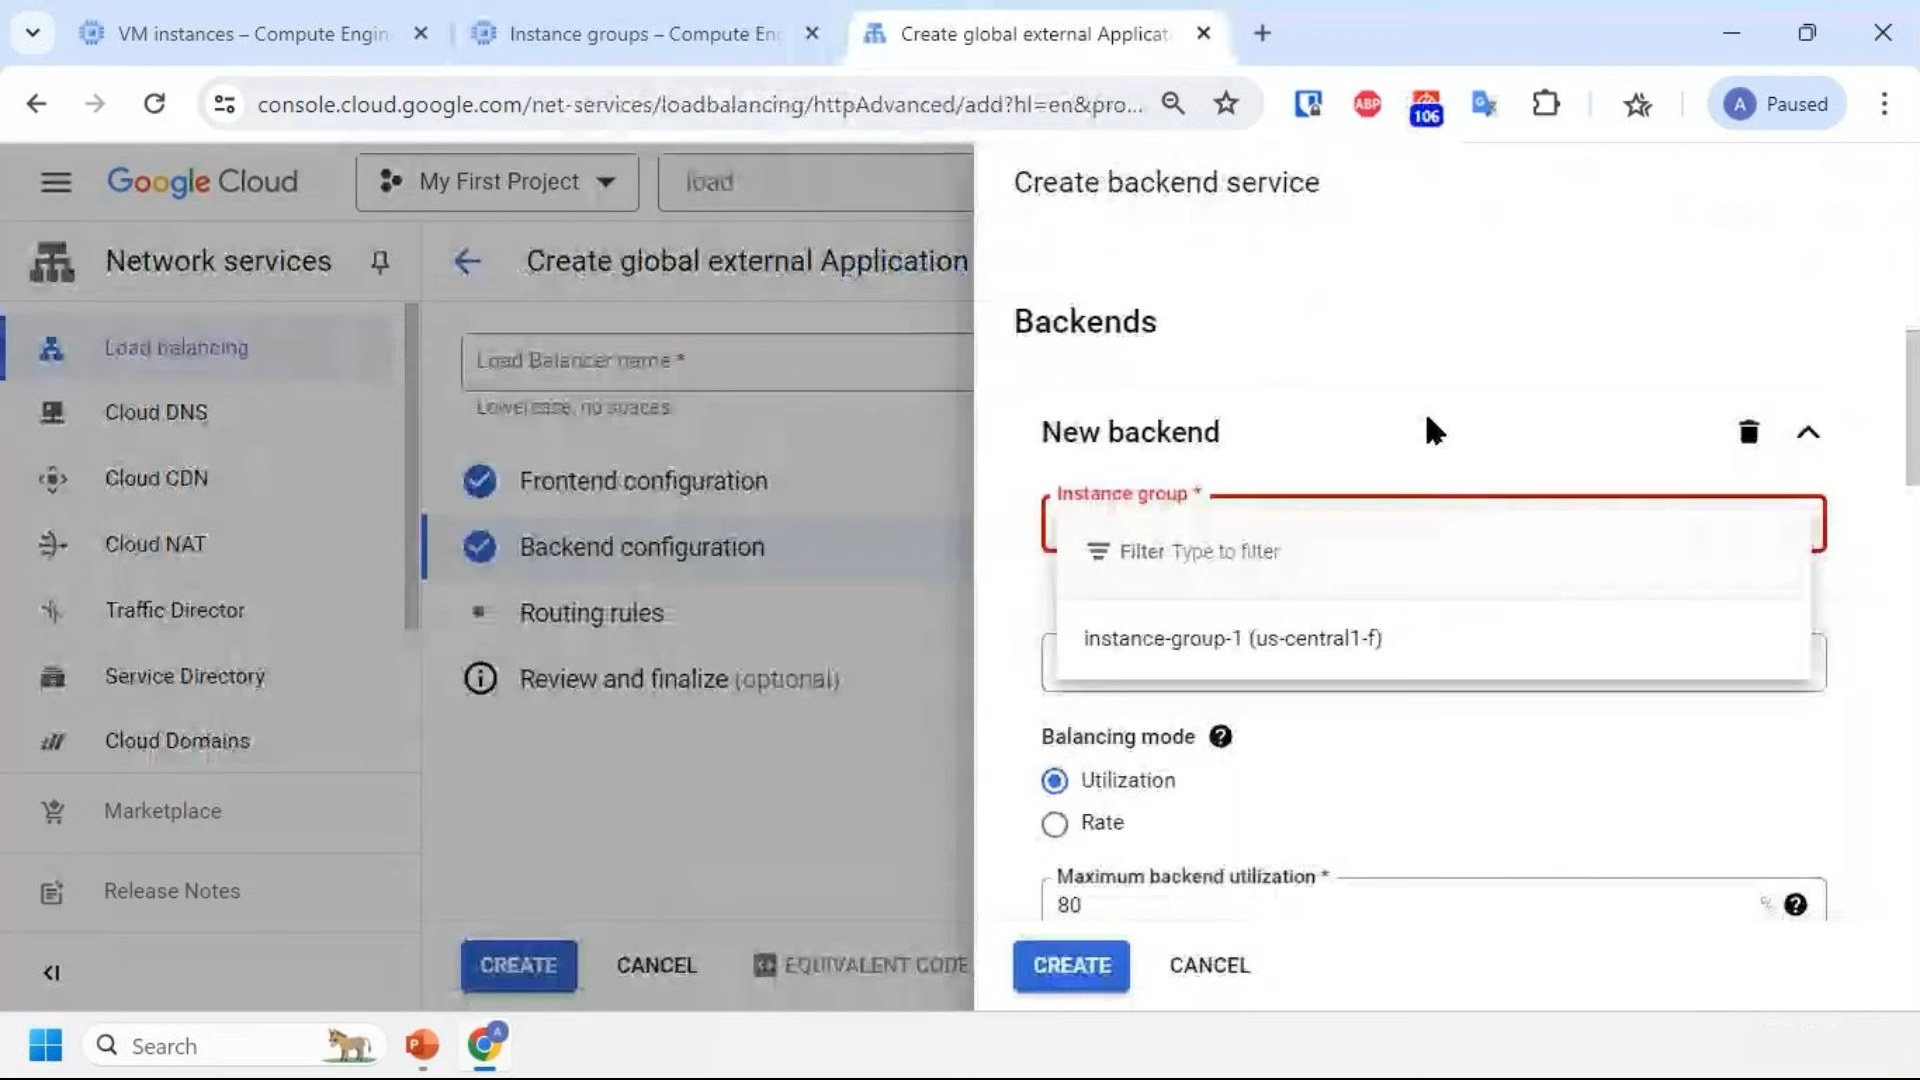 VM instances – Compute Engin
Instance groups – Compute Eng
Create global external Applicat
console.cloud.google.com/net-services/loadbalancing/httpAdvanced/add?hl=en&pro...
ABP
106
A
Paused
Google Cloud
My First Project
load
Create backend service
Network services
Create global external Application
Backends
Load balancing
Load Balancer name *
Lowercase, no spaces
Cloud DNS
New backend
Cloud CDN
Frontend configuration
Instance group *
Cloud NAT
Backend configuration
Filter Type to filter
Traffic Director
Routing rules
instance-group-1 (us-central1-f)
Service Directory
Review and finalize (optional)
Cloud Domains
Balancing mode
Utilization
Marketplace
Rate
Release Notes
Maximum backend utilization *
80
%
CREATE
CANCEL
EQUIVALENT CODE
CREATE
CANCEL
Search
P
A